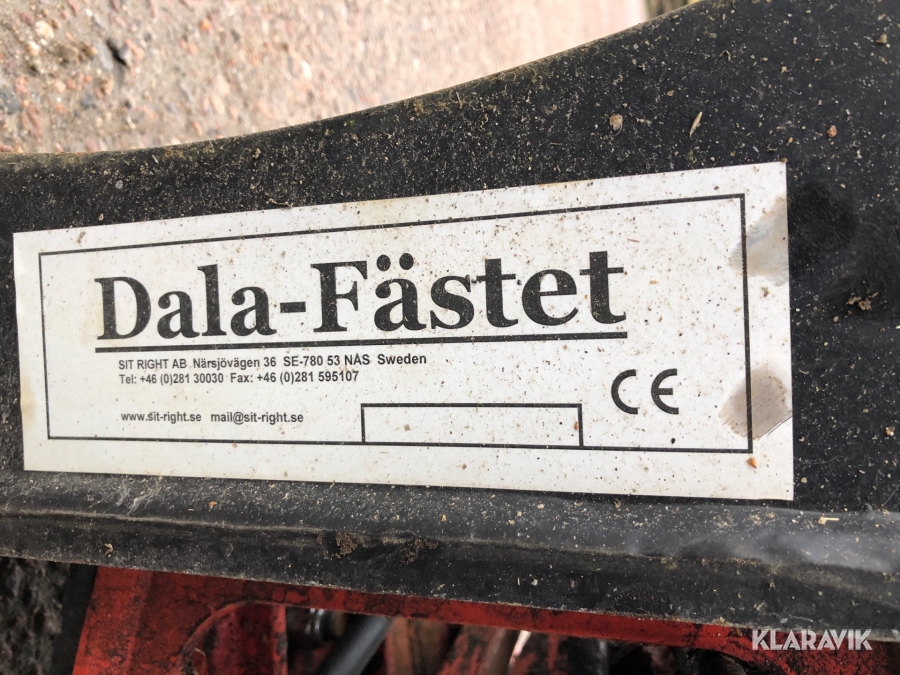 Dala-Fästet
SIT RIGHT AB Närsjövägen 36 SE-780 53 NÅS Sweden
Tel: +46 (0)281 30030 Fax: +46 (0)281 595107
www.sit-right.se mail@sit-right.se
CE
KLARAVIK